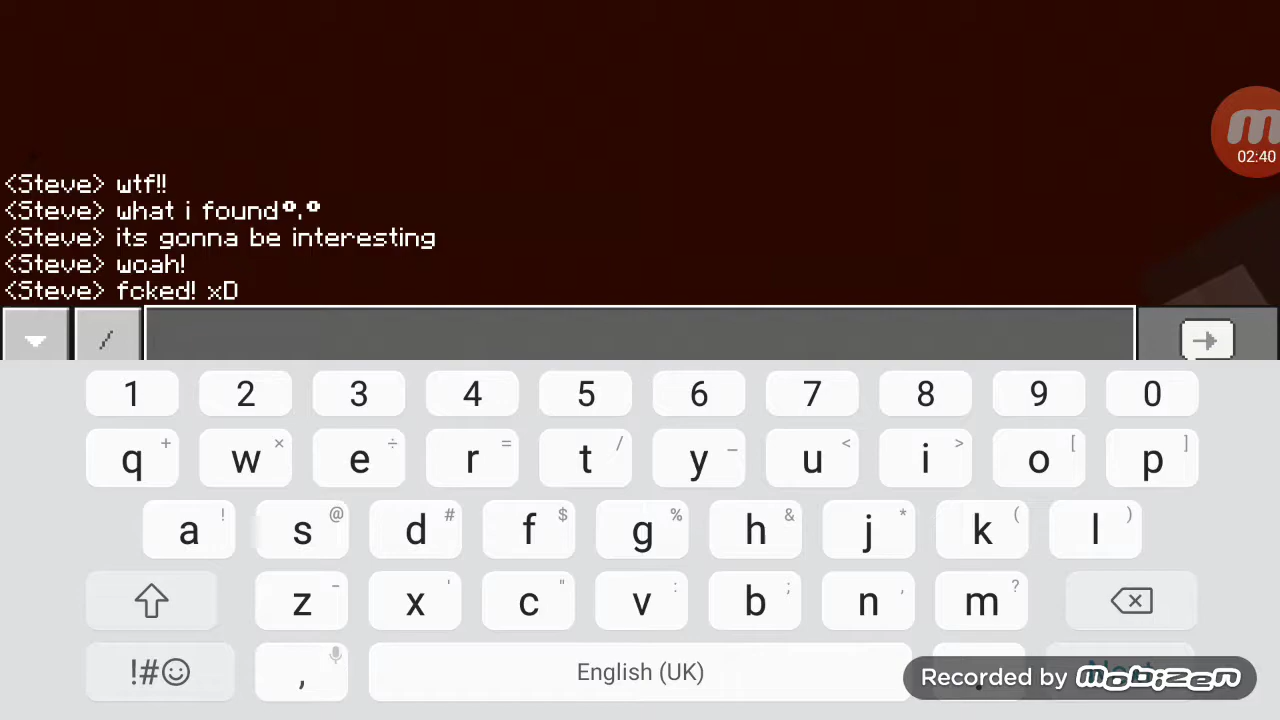 <Steve> wtf!!
<Steve> what i found°.°
<Steve> its gonna be interesting
<Steve> woah!
<Steve> fcked! xD
02:40
/
1 2 3 4 5 6 7 8 9 0
q + w × e ÷ r = t / y _ u < i > o [ p ]
a ! s @ d # f $ g % h & j * k ( l )
z - x ' c " v : b ; n , m ?
!#☺ , English (UK) .
Recorded by mobizen